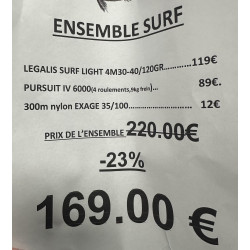 ENSEMBLE SURF
LEGALIS SURF LIGHT 4M30-40/120GR............119€
PURSUIT IV 6000(4 roulements,9kg frein)... 89€.
300m nylon EXAGE 35/100............... 12€
PRIX DE L'ENSEMBLE 220.00€
-23%
169.00 €